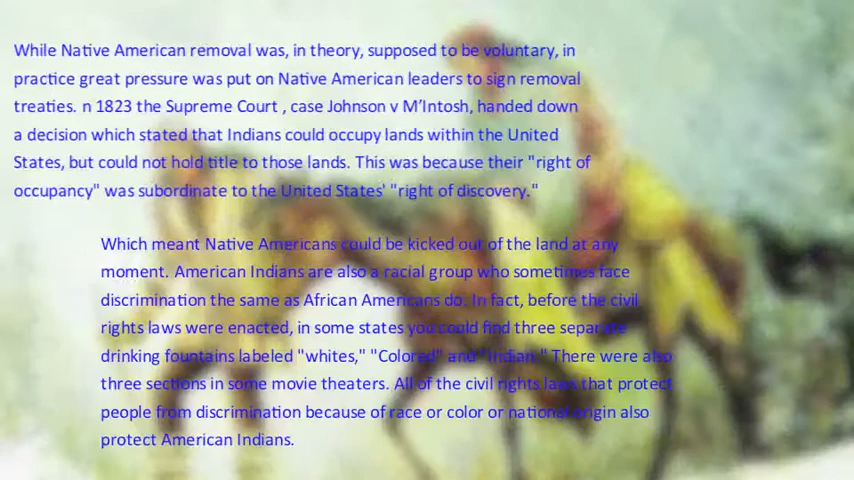 While Native American removal was, in theory, supposed to be voluntary, in
practice great pressure was put on Native American leaders to sign removal
treaties. n 1823 the Supreme Court , case Johnson v M’Intosh, handed down
a decision which stated that Indians could occupy lands within the United
States, but could not hold title to those lands. This was because their "right of
occupancy" was subordinate to the United States' "right of discovery."
Which meant Native Americans could be kicked out of the land at any
moment. American Indians are also a racial group who sometimes face
discrimination the same as African Americans do. In fact, before the civil
rights laws were enacted, in some states you could find three separate
drinking fountains labeled "whites," "Colored" and "Indian." There were also
three sections in some movie theaters. All of the civil rights laws that protect
people from discrimination because of race or color or national origin also
protect American Indians.